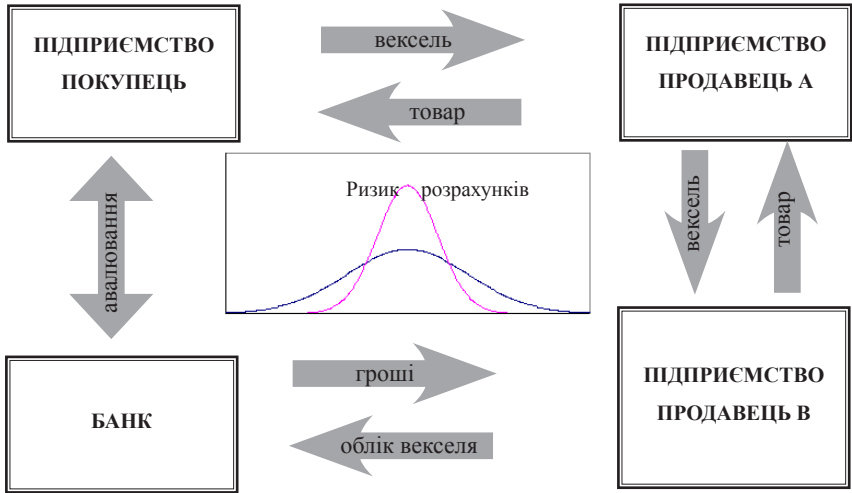 ПІДПРИЄМСТВО
ПОКУПЕЦЬ
вексель
товар
ПІДПРИЄМСТВО
ПРОДАВЕЦЬ А
авалювання
Ризик розрахунків
вексель
товар
БАНК
гроші
облік векселя
ПІДПРИЄМСТВО
ПРОДАВЕЦЬ В